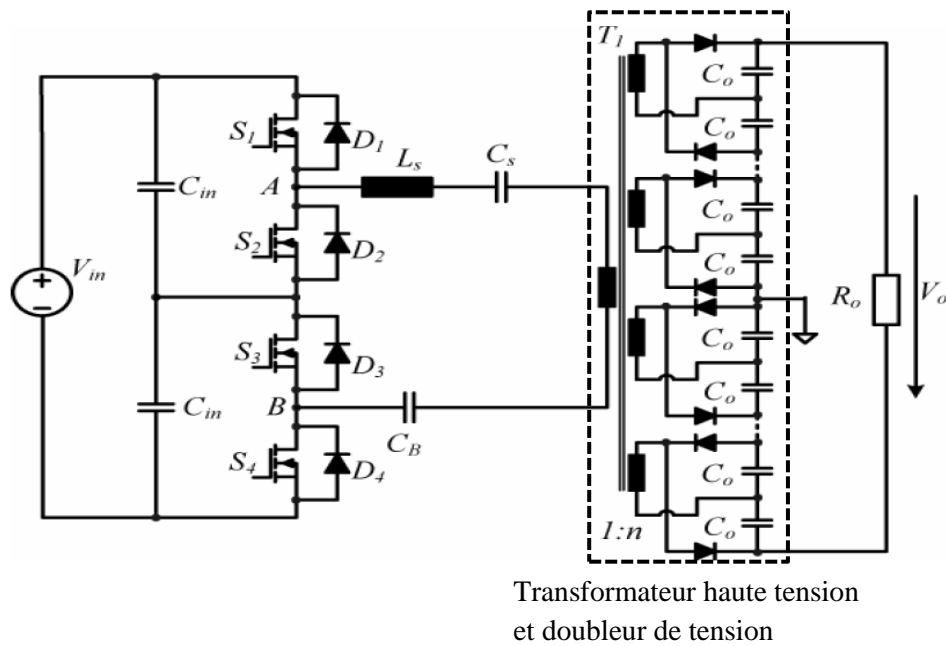 T1
Co
S1
D1
Co
Ls
Cs
A
Cin
Co
S2
D2
Co
Vin
Ro
Vo
S3
D3
Co
B
Cin
Co
CB
S4
D4
Co
1:n
Co
Transformateur haute tension
et doubleur de tension